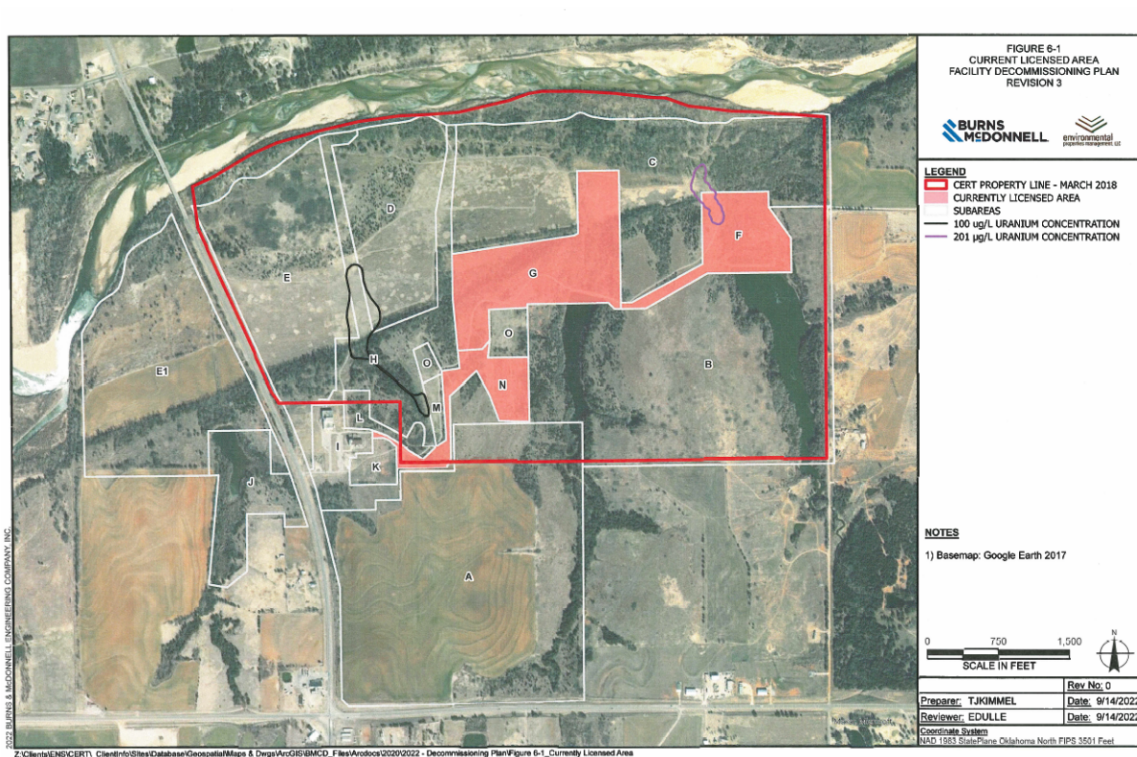 FIGURE 6-1
CURRENT LICENSED AREA
FACILITY DECOMMISSIONING PLAN
REVISION 3
BURNS
McDONNELL
environmental
properties management, LLC
LEGEND
CERT PROPERTY LINE - MARCH 2018
CURRENTLY LICENSED AREA
SUBAREAS
100 ug/L URANIUM CONCENTRATION
201 µg/L URANIUM CONCENTRATION
C
D
F
E
G
O
H
O
B
E1
N
M
L
I
K
J
A
NOTES
1) Basemap: Google Earth 2017
N
0 750 1,500
SCALE IN FEET
Rev No: 0
Preparer: TJKIMMEL Date: 9/14/2022
Reviewer: EDULLE Date: 9/14/2022
Coordinate System
NAD 1983 StatePlane Oklahoma North FIPS 3501 Feet
2022 BURNS & McDONNELL ENGINEERING COMPANY, INC.
Z:\Clients\ENS\CERT\_ClientInfo\Sites\Database\Geospatial\Maps & Dwgs\ArcGIS\BMCD_Files\Arcdocs\2020\2022 - Decommissioning Plan\Figure 6-1_Currently Licensed Area